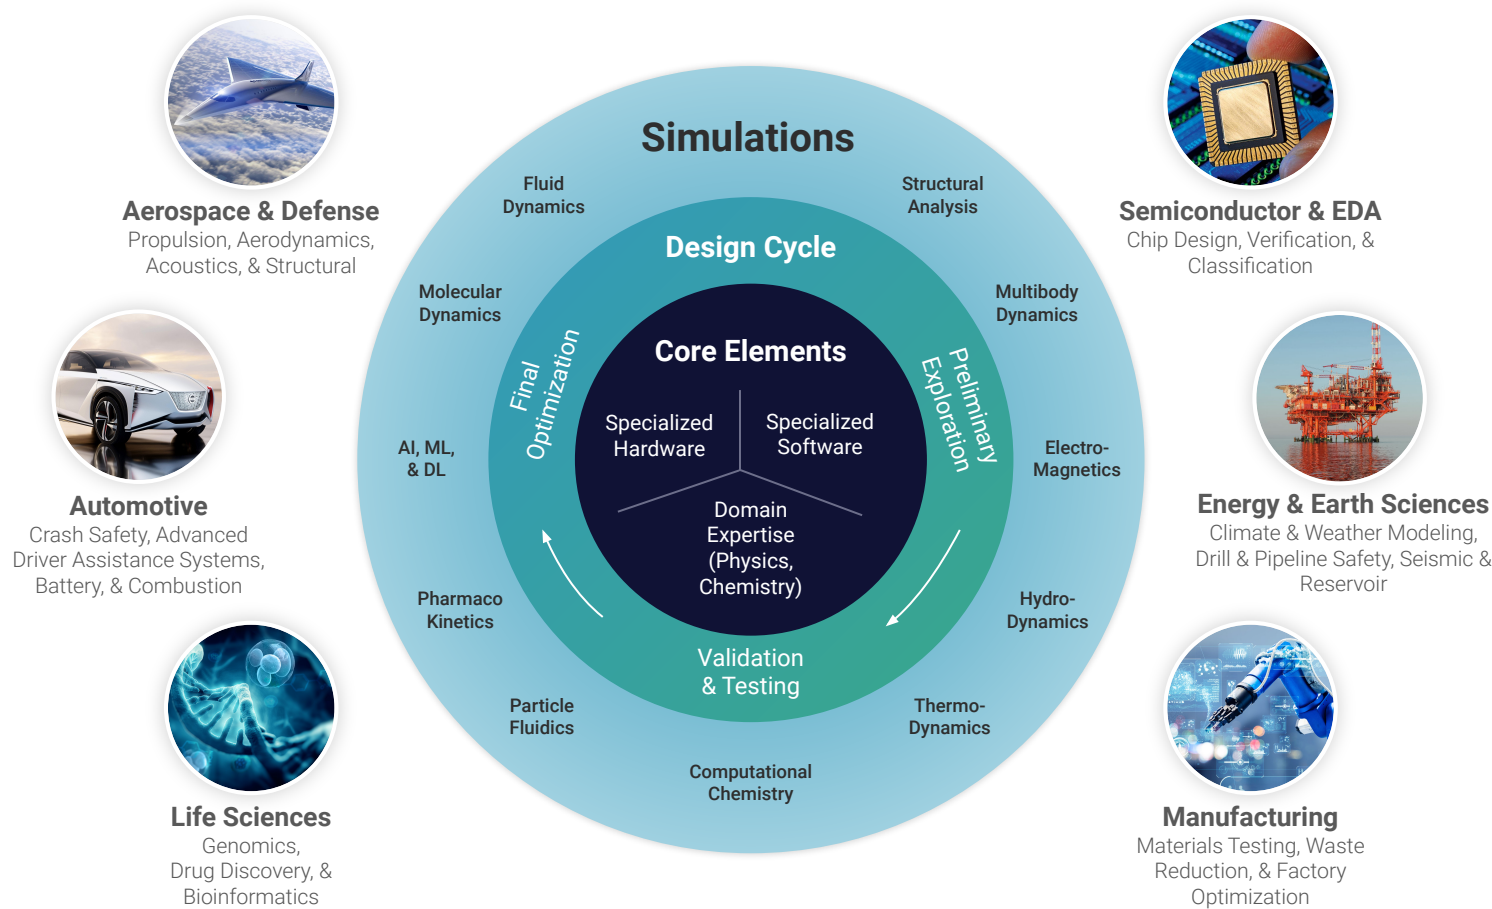 Simulations
Fluid
Dynamics
Structural
Analysis
Molecular
Dynamics
Multibody
Dynamics
AI, ML,
& DL
Electro-
Magnetics
Pharmaco
Kinetics
Hydro-
Dynamics
Particle
Fluidics
Thermo-
Dynamics
Computational
Chemistry
Design Cycle
Final
Optimization
Preliminary
Exploration
Validation
& Testing
Core Elements
Specialized
Hardware
Specialized
Software
Domain
Expertise
(Physics,
Chemistry)
Aerospace & Defense
Propulsion, Aerodynamics,
Acoustics, & Structural
Automotive
Crash Safety, Advanced
Driver Assistance Systems,
Battery, & Combustion
Life Sciences
Genomics,
Drug Discovery, &
Bioinformatics
Semiconductor & EDA
Chip Design, Verification, &
Classification
Energy & Earth Sciences
Climate & Weather Modeling,
Drill & Pipeline Safety, Seismic &
Reservoir
Manufacturing
Materials Testing, Waste
Reduction, & Factory
Optimization